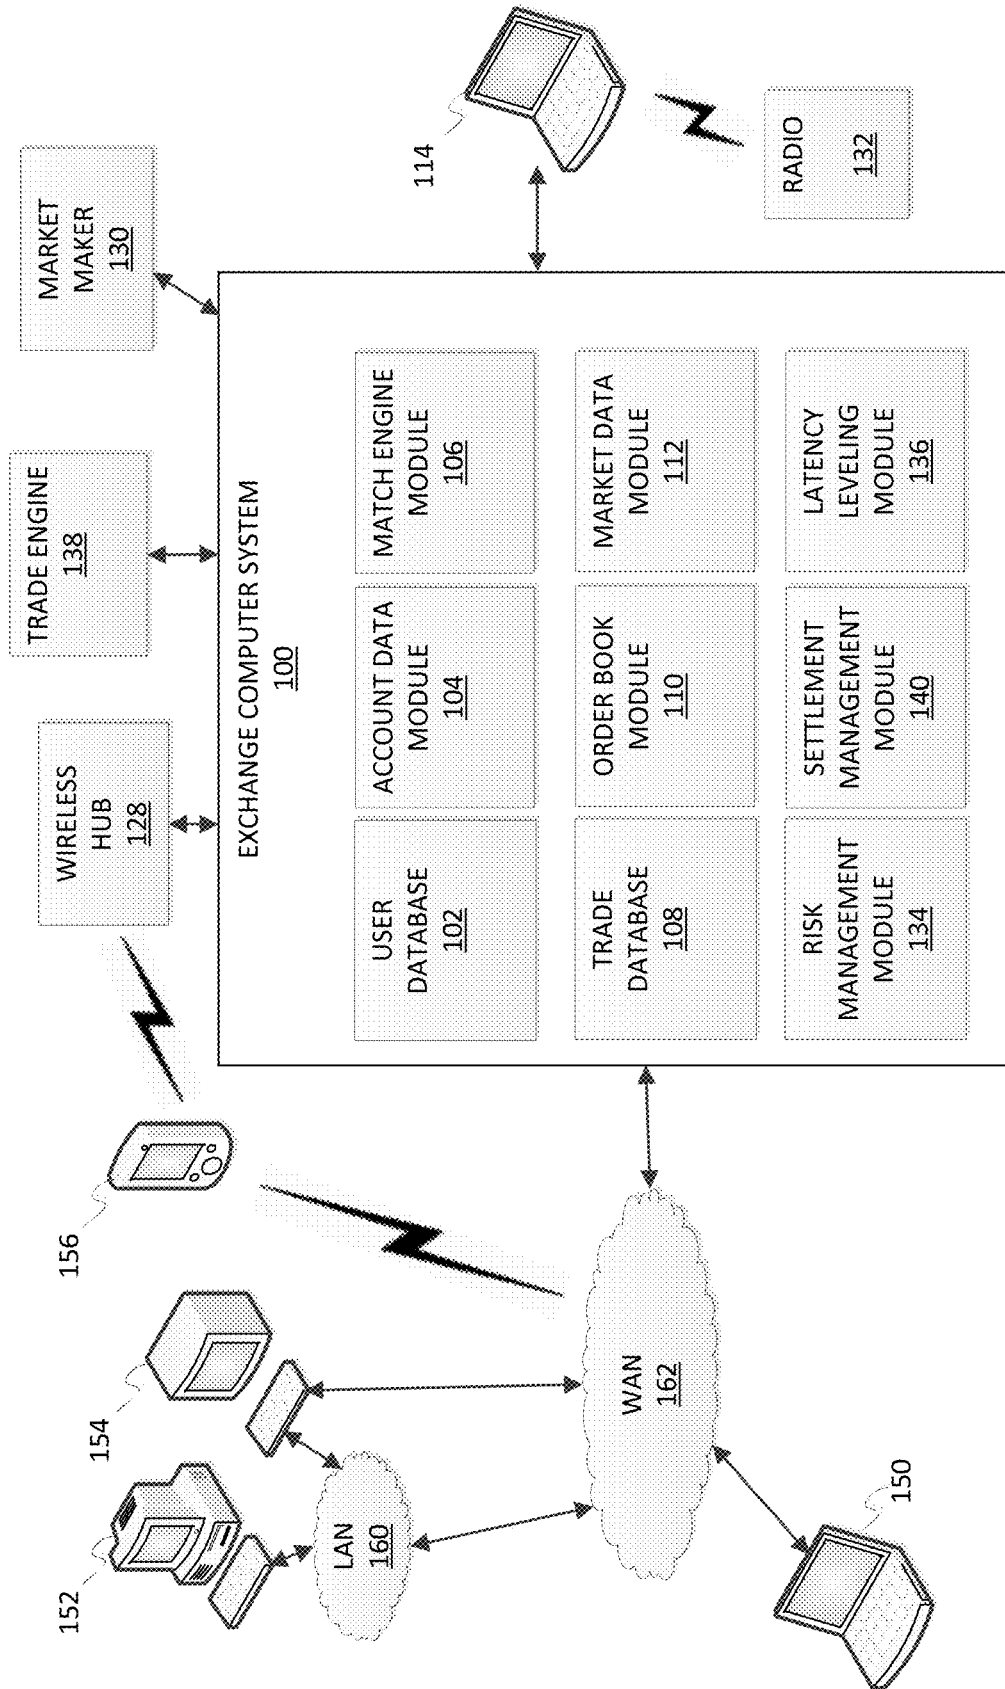 152
154
156
WIRELESS
HUB
128
TRADE ENGINE
138
MARKET
MAKER
130
LAN
160
EXCHANGE COMPUTER SYSTEM
100
USER
DATABASE
102
ACCOUNT DATA
MODULE
104
MATCH ENGINE
MODULE
106
114
WAN
162
TRADE
DATABASE
108
ORDER BOOK
MODULE
110
MARKET DATA
MODULE
112
RISK
MANAGEMENT
MODULE
134
SETTLEMENT
MANAGEMENT
MODULE
140
LATENCY
LEVELING
MODULE
136
RADIO
132
150